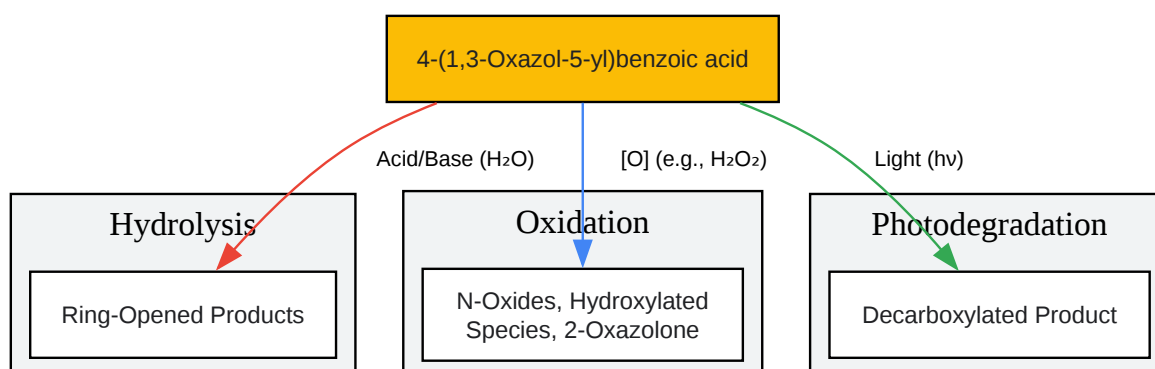 4-(1,3-Oxazol-5-yl)benzoic acid
Acid/Base (H₂O)
[O] (e.g., H₂O₂)
Light (hν)
Hydrolysis
Oxidation
Photodegradation
Ring-Opened Products
N-Oxides, Hydroxylated
Species, 2-Oxazolone
Decarboxylated Product